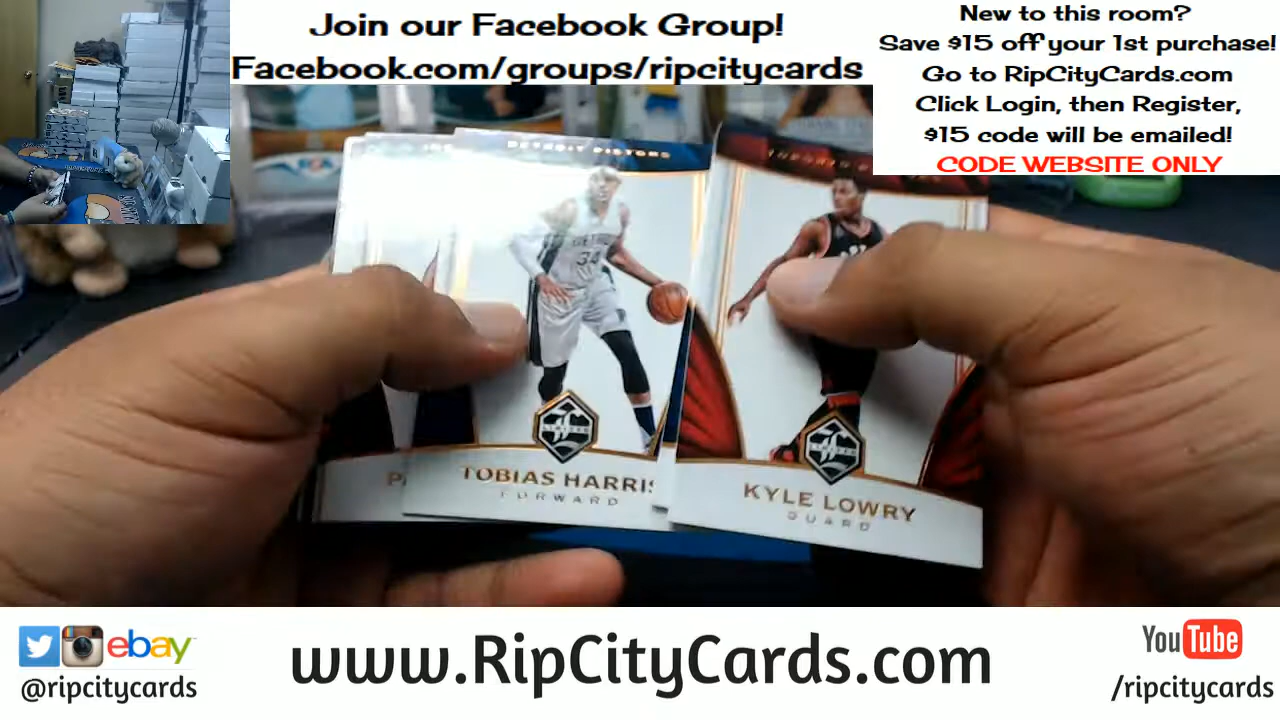 Join our Facebook Group!
Facebook.com/groups/ripcitycards
New to this room?
Save $15 off your 1st purchase!
Go to RipCityCards.com
Click Login, then Register,
$15 code will be emailed!
CODE WEBSITE ONLY
DETROIT PISTONS
34
TOBIAS HARRIS
FORWARD
LIMITED
KYLE LOWRY
GUARD
LIMITED
ebay
@ripcitycards
www.RipCityCards.com
YouTube
/ripcitycards